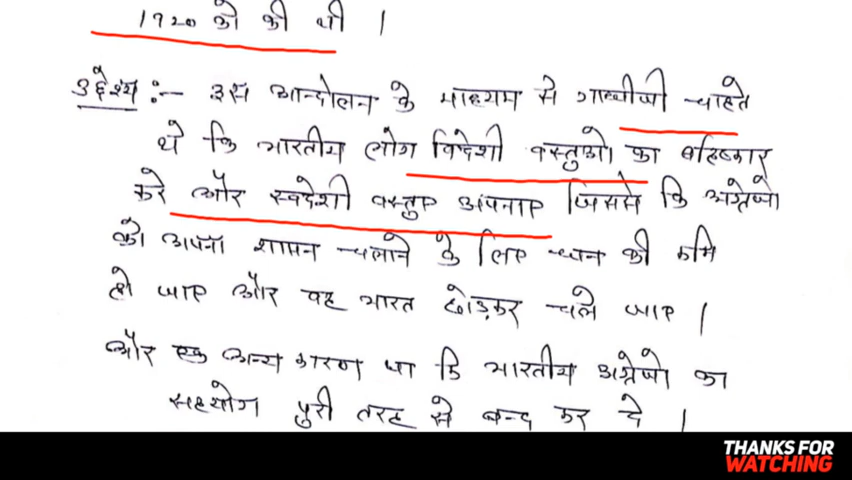 1920 को की थी ।
उद्देश्य :- इस आन्दोलन के माध्यम से गान्धीजी चाहते
थे कि भारतीय लोग विदेशी वस्तुओं का बहिष्कार
करे और स्वदेशी वस्तुए अपनाए जिससे कि अंग्रेजो
को अपना शासन चलाने के लिए धन की कमि
हो जाए और वह भारत छोड़कर चले जाए ।
और एक अन्य कारण था कि भारतीय अंग्रेजो का
सहयोग पुरी तरह से बन्द कर दे ।
THANKS FOR
WATCHING